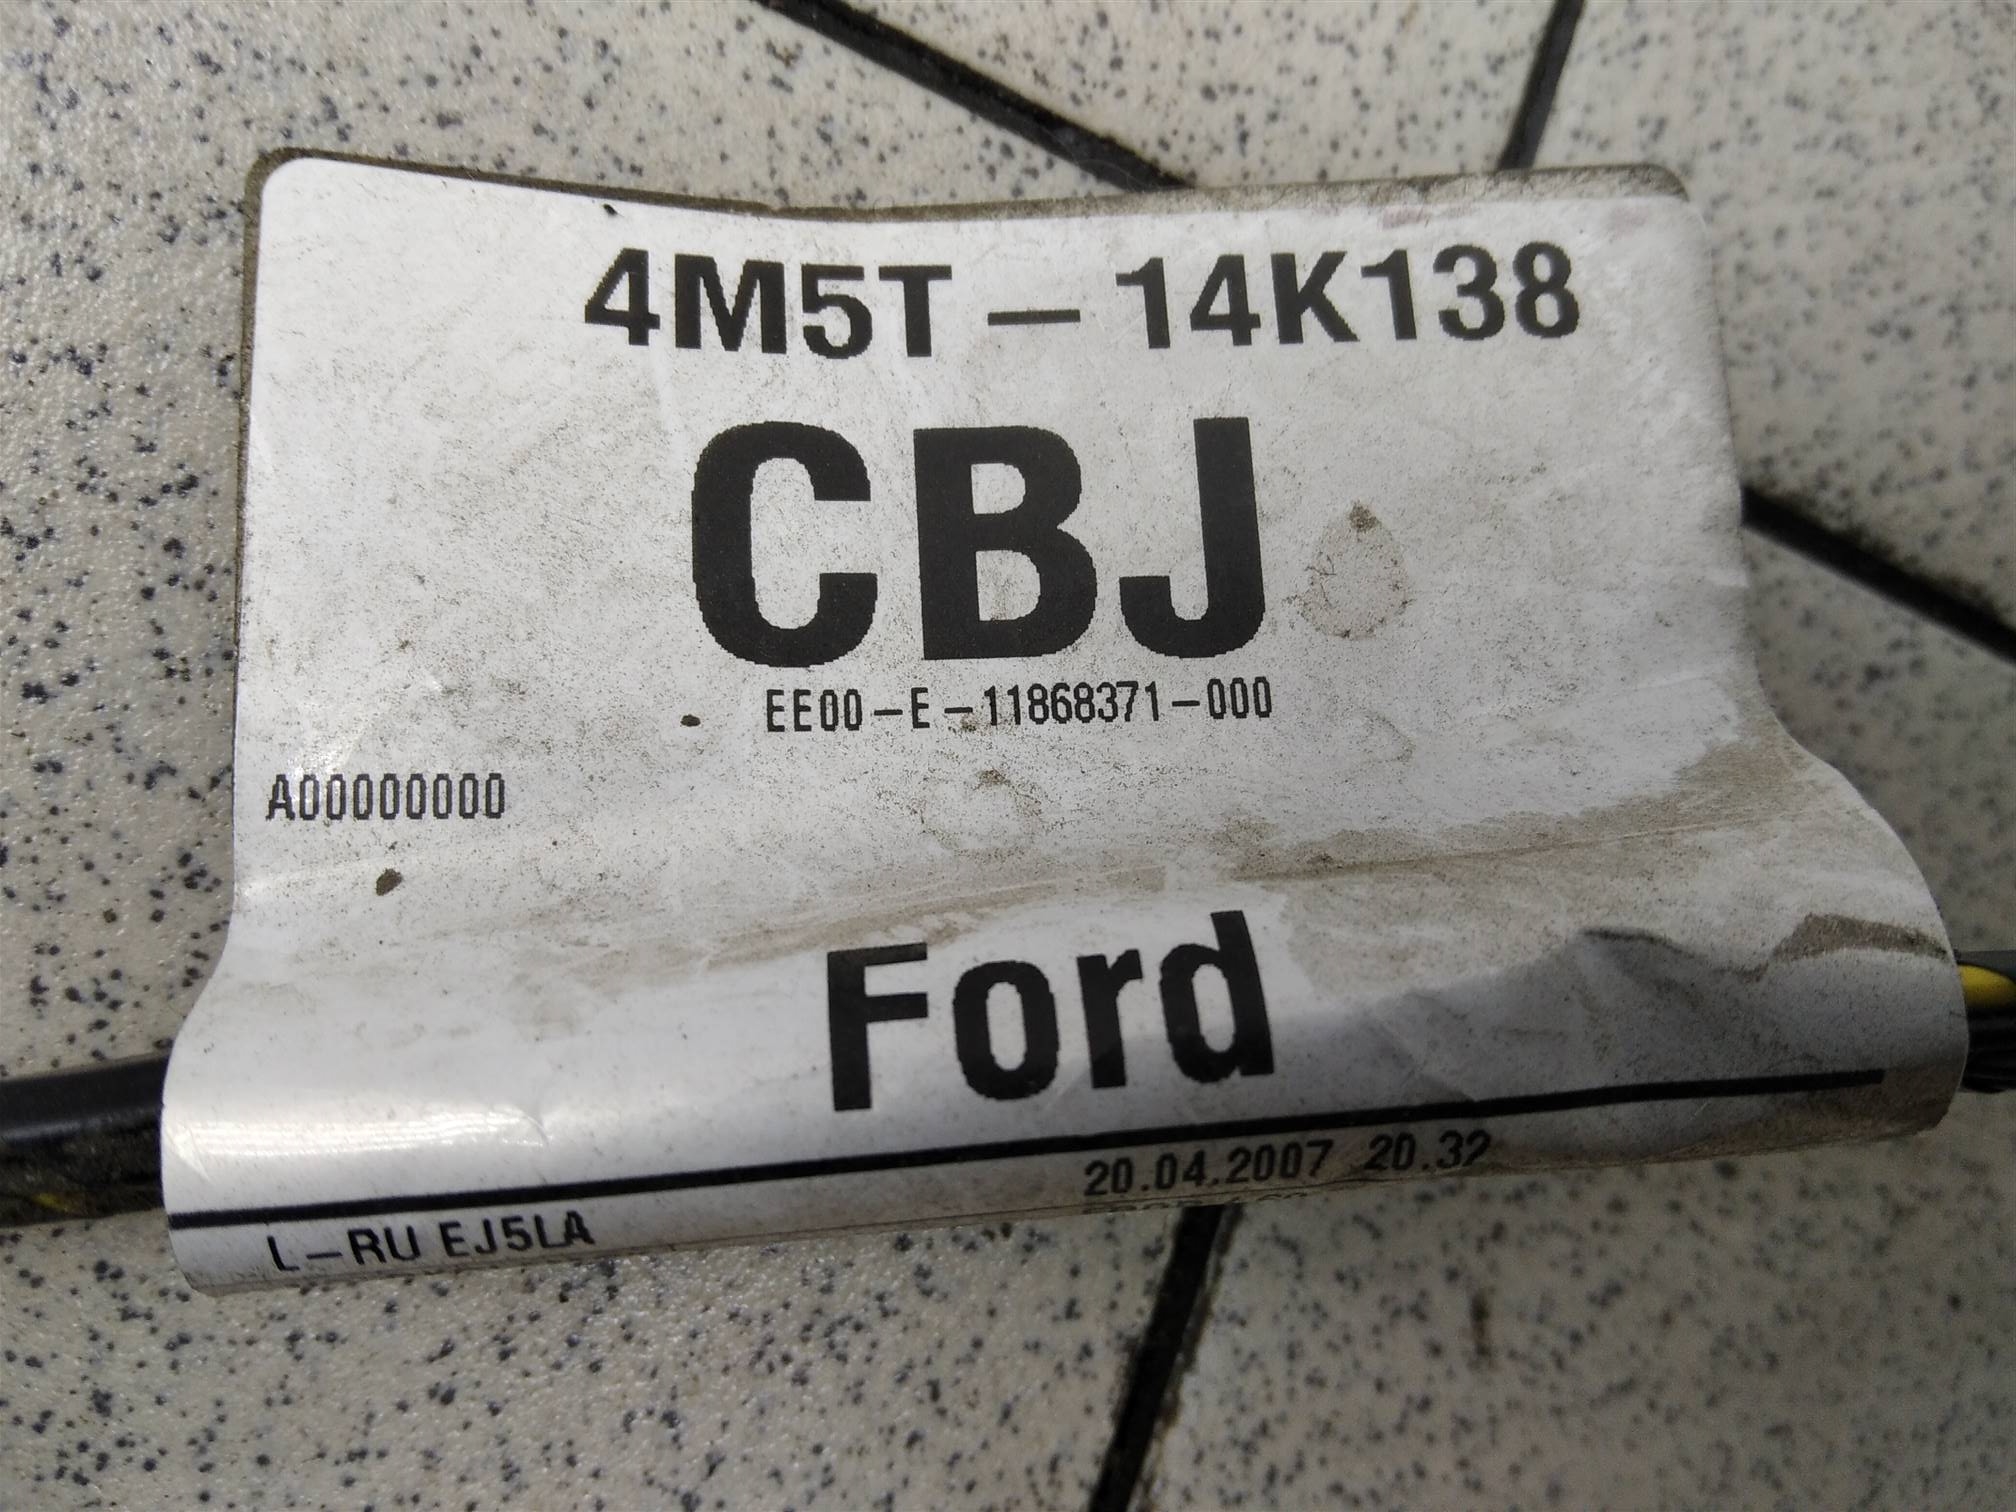 4M5T-14K138
CBJ
EE00-E-11868371-000
A00000000
Ford
20.04.2007 20.32
L-RU EJ5LA